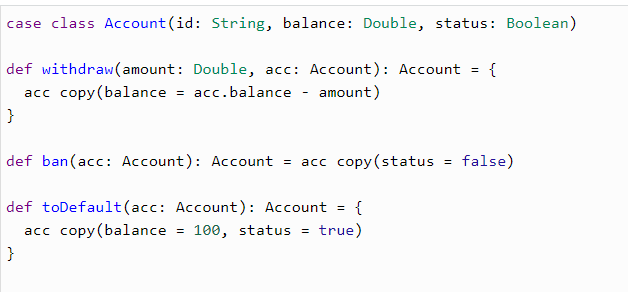 case class Account(id: String, balance: Double, status: Boolean)
def withdraw(amount: Double, acc: Account): Account = {
  acc copy(balance = acc.balance - amount)
}
def ban(acc: Account): Account = acc copy(status = false)
def toDefault(acc: Account): Account = {
  acc copy(balance = 100, status = true)
}